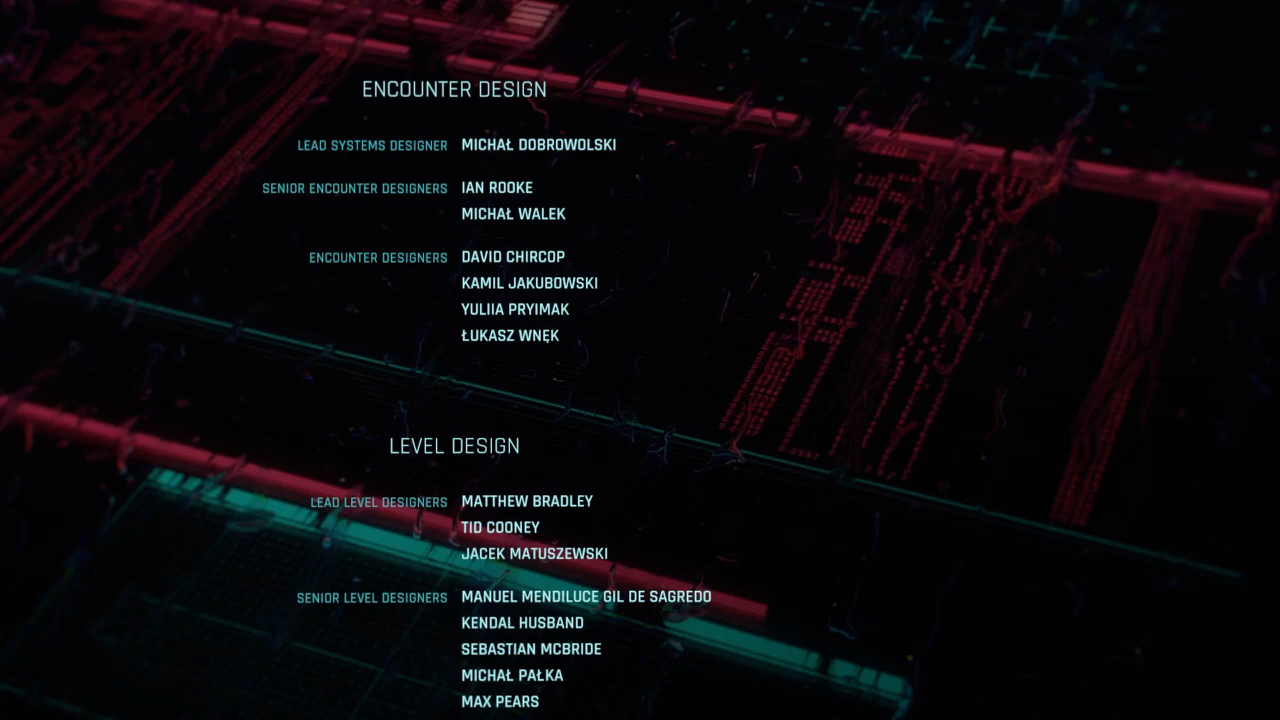 ENCOUNTER DESIGN
LEAD SYSTEMS DESIGNER MICHAŁ DOBROWOLSKI
SENIOR ENCOUNTER DESIGNERS IAN ROOKE
MICHAŁ WALEK
ENCOUNTER DESIGNERS DAVID CHIRCOP
KAMIL JAKUBOWSKI
YULIIA PRYIMAK
ŁUKASZ WNĘK
LEVEL DESIGN
LEAD LEVEL DESIGNERS MATTHEW BRADLEY
TID COONEY
JACEK MATUSZEWSKI
SENIOR LEVEL DESIGNERS MANUEL MENDILUCE GIL DE SAGREDO
KENDAL HUSBAND
SEBASTIAN MCBRIDE
MICHAŁ PAŁKA
MAX PEARS